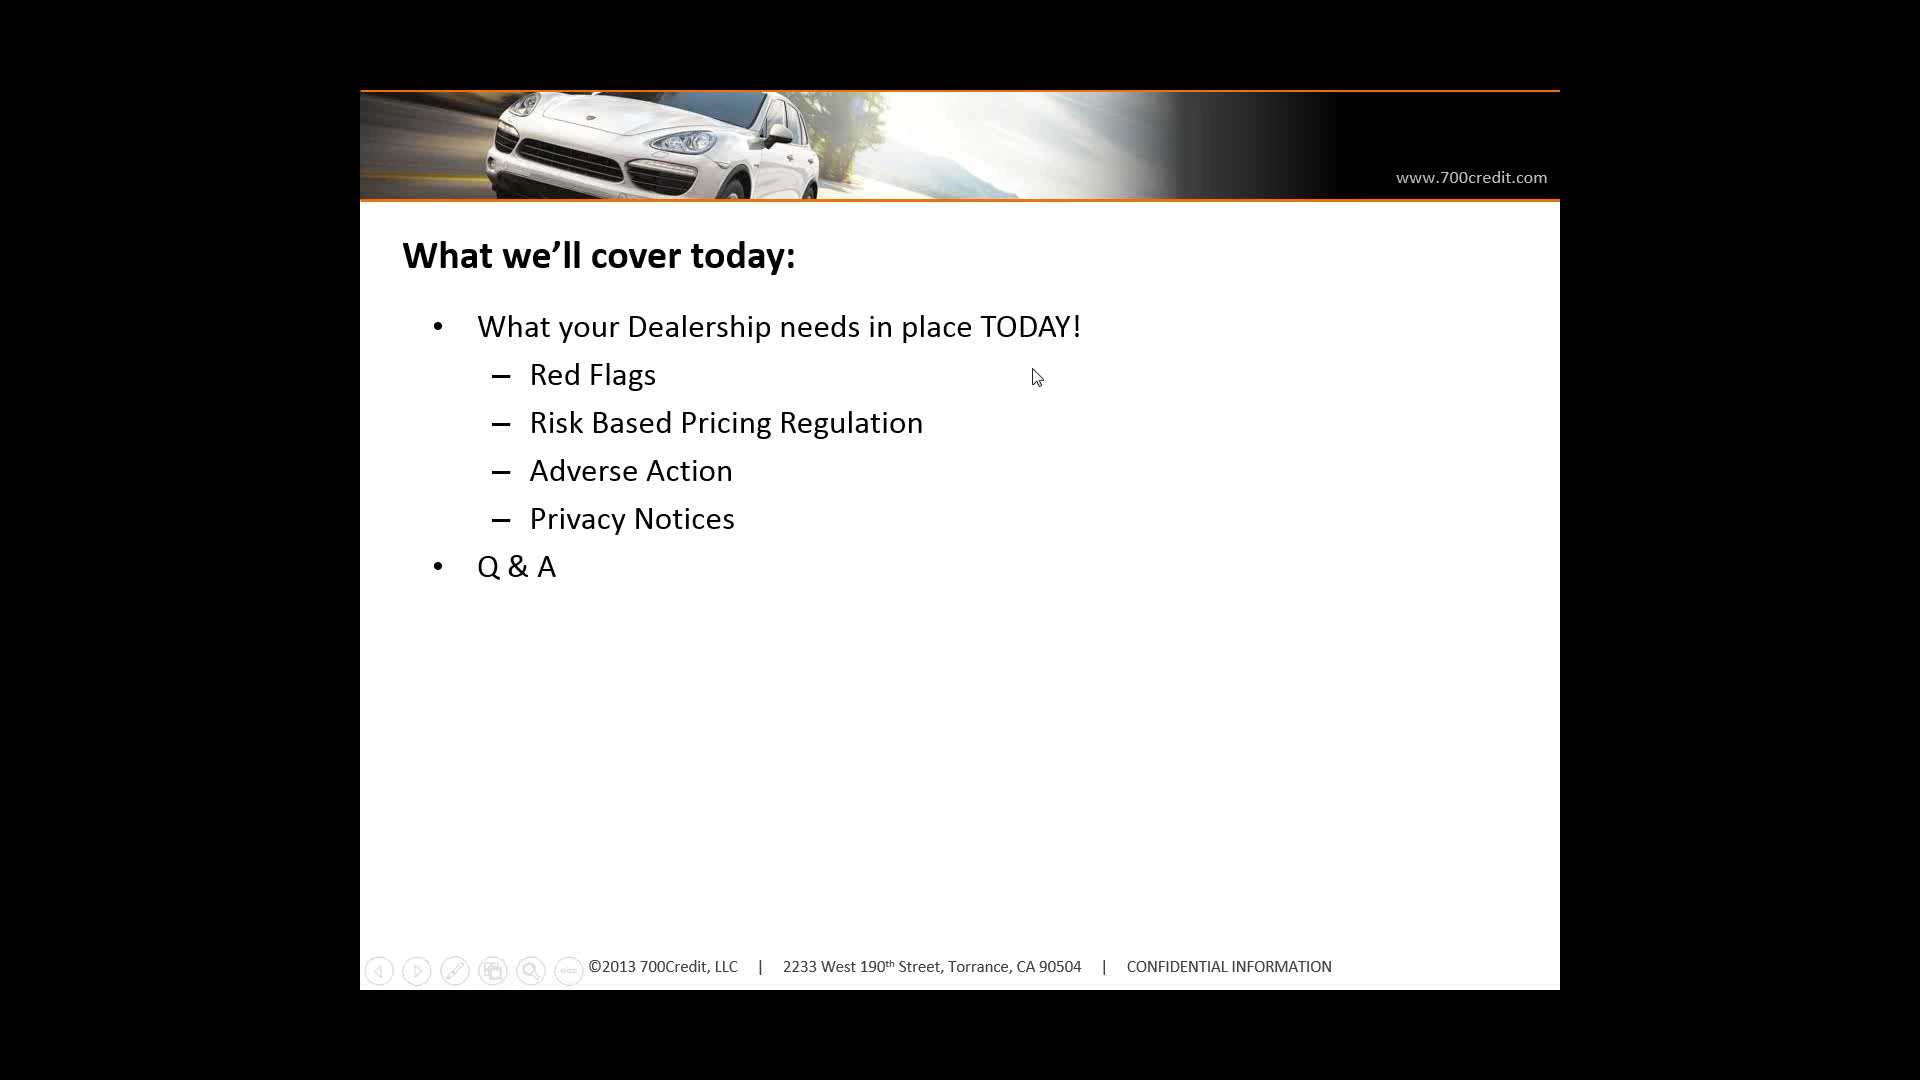 www.700credit.com
What we’ll cover today:
• What your Dealership needs in place TODAY!
– Red Flags
– Risk Based Pricing Regulation
– Adverse Action
– Privacy Notices
• Q & A
©2013 700Credit, LLC | 2233 West 190th Street, Torrance, CA 90504 | CONFIDENTIAL INFORMATION